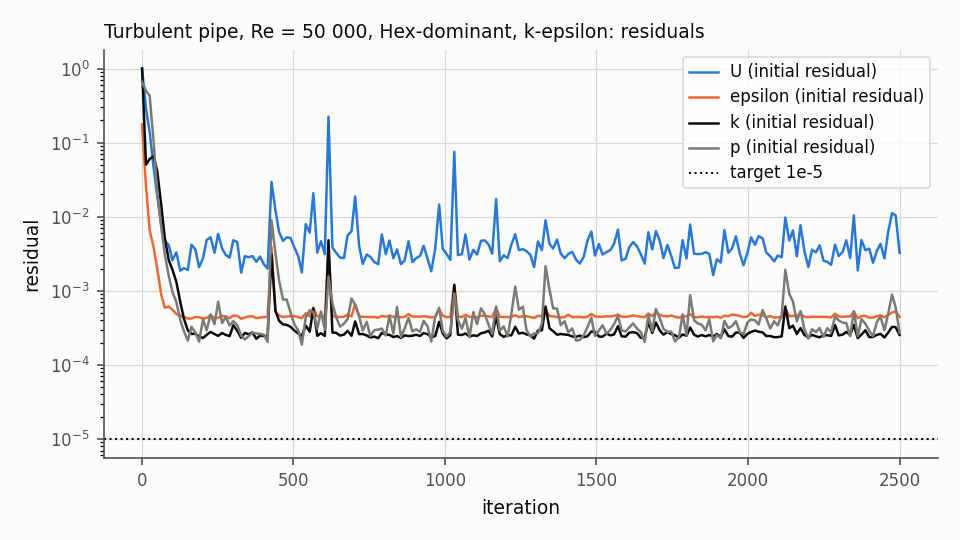 Turbulent pipe, Re = 50 000, Hex-dominant, k-epsilon: residuals
U (initial residual)
epsilon (initial residual)
k (initial residual)
p (initial residual)
target 1e-5
residual
10⁰
10⁻¹
10⁻²
10⁻³
10⁻⁴
10⁻⁵
0
500
1000
1500
2000
2500
iteration